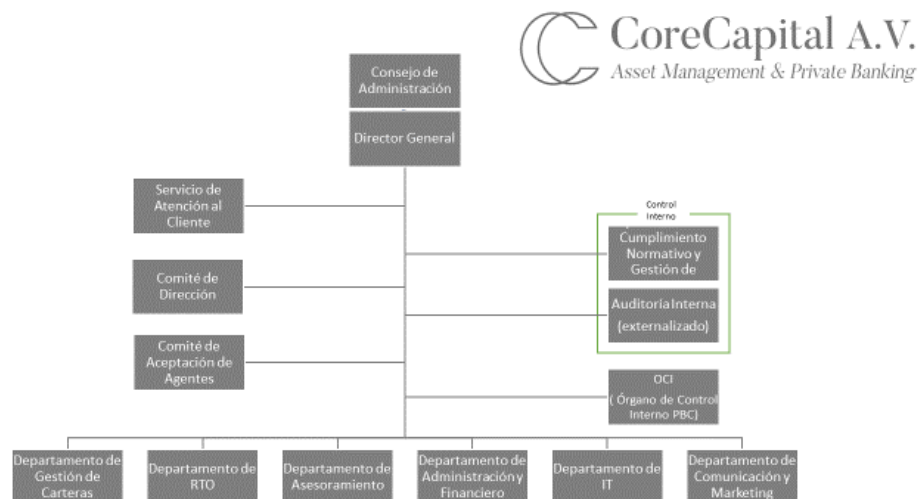 CoreCapital A.V.
Asset Management & Private Banking
Consejo de
Administración
Director General
Servicio de
Atención al
Cliente
Control
Interno
Cumplimiento
Normativo y
Gestión de
Comité de
Dirección
Auditoría Interna
(externalizado)
Comité de
Aceptación de
Agentes
OCI
( Órgano de Control
Interno PBC)
Departamento de
Gestión de
Carteras
Departamento de
RTO
Departamento de
Asesoramiento
Departamento de
Administración y
Financiero
Departamento de
IT
Departamento de
Comunicación y
Marketing